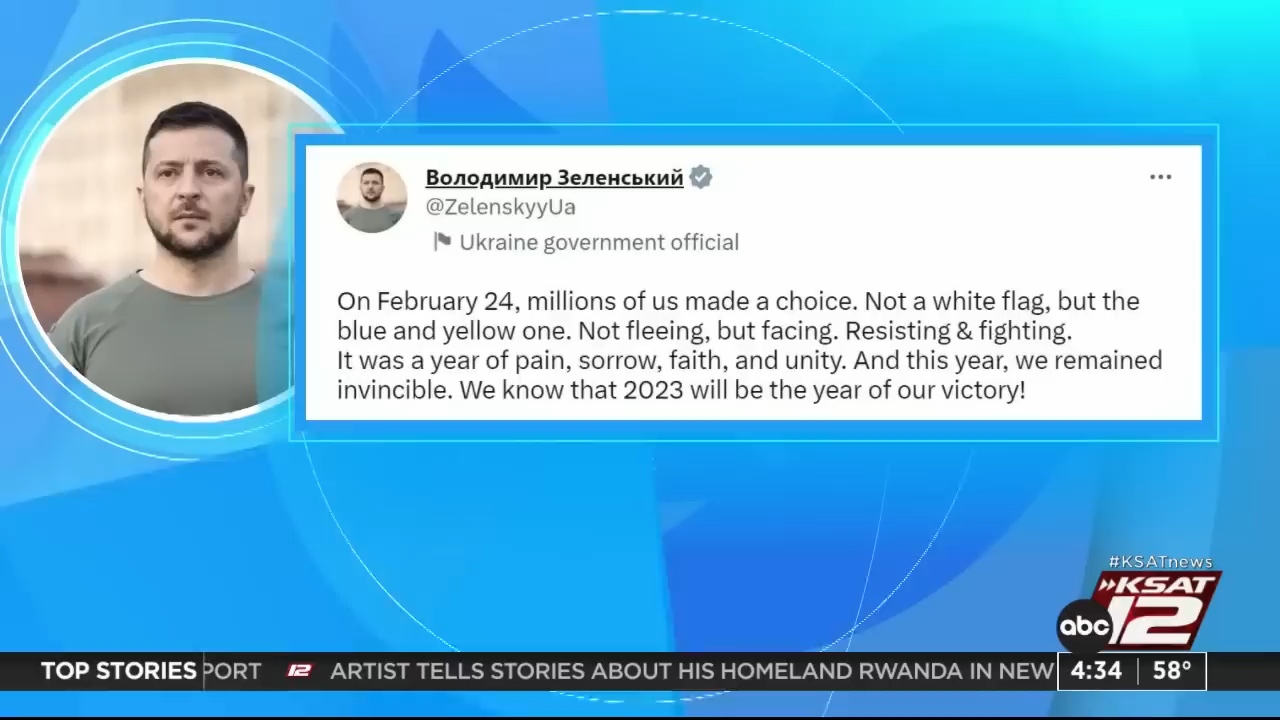 Володимир Зеленський
@ZelenskyyUa
Ukraine government official
On February 24, millions of us made a choice. Not a white flag, but the
blue and yellow one. Not fleeing, but facing. Resisting & fighting.
It was a year of pain, sorrow, faith, and unity. And this year, we remained
invincible. We know that 2023 will be the year of our victory!
#KSATnews
KSAT
abc 12
TOP STORIES PORT 12 ARTIST TELLS STORIES ABOUT HIS HOMELAND RWANDA IN NEW 4:34 58°